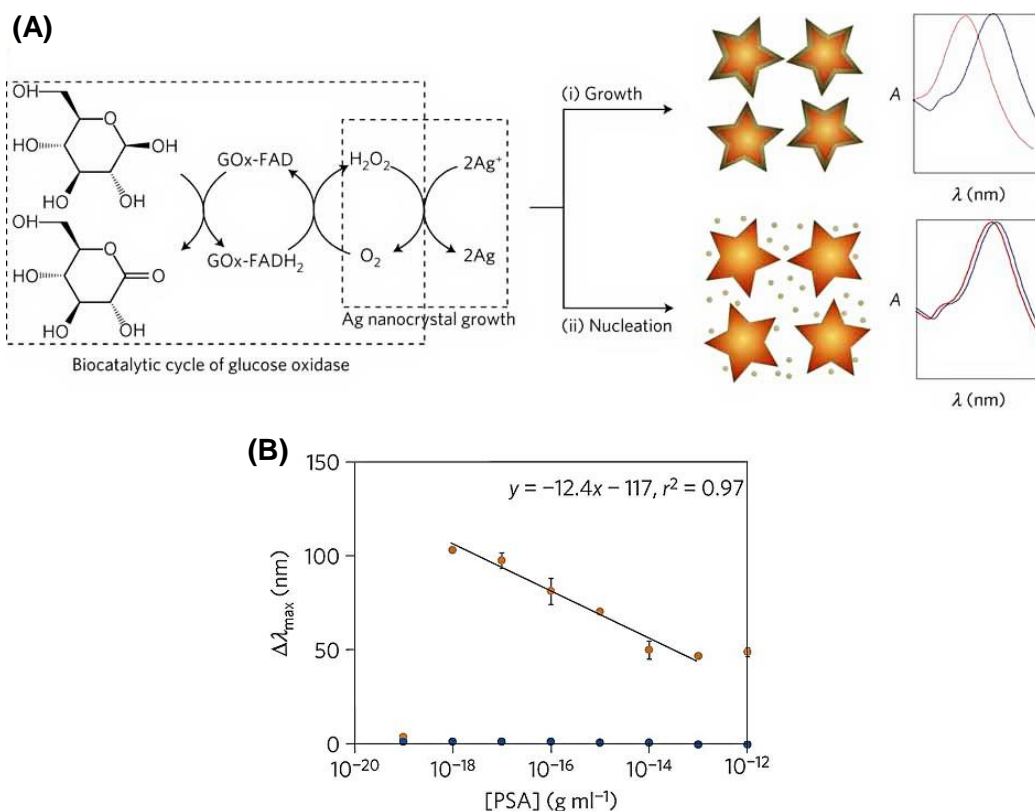 (A)
OH
O
HO
OH
HO
OH
GOx-FAD
H₂O₂
2Ag⁺
(i) Growth
A
λ (nm)
OH
O
HO
O
HO
OH
GOx-FADH₂
O₂
2Ag
Ag nanocrystal growth
(ii) Nucleation
A
λ (nm)
Biocatalytic cycle of glucose oxidase
(B)
150
y = −12.4x − 117, r² = 0.97
100
Δλmax (nm)
50
0
10⁻²⁰ 10⁻¹⁸ 10⁻¹⁶ 10⁻¹⁴ 10⁻¹²
[PSA] (g ml⁻¹)